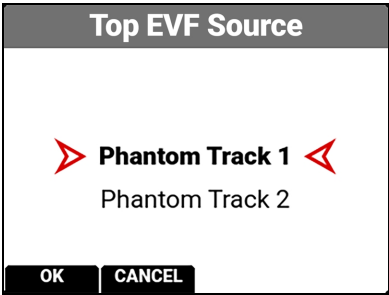 Top EVF Source
Phantom Track 1
Phantom Track 2
OK CANCEL